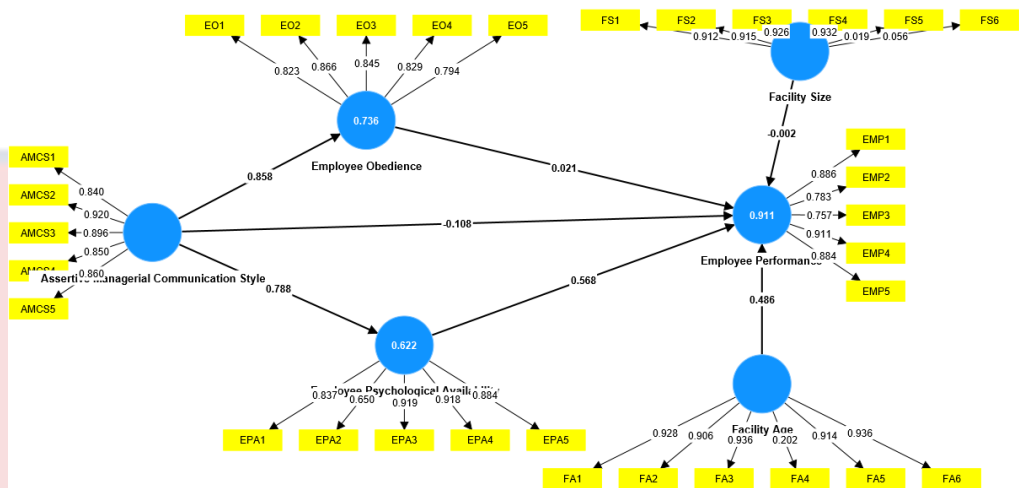 EO1
EO2
EO3
EO4
EO5
0.823
0.866
0.845
0.829
0.794
0.736
Employee Obedience
FS1
FS2
FS3
FS4
FS5
FS6
0.912
0.915
0.926
0.932
0.019
0.056
Facility Size
-0.002
AMCS1
AMCS2
AMCS3
AMCS4
AMCS5
0.840
0.920
0.896
0.850
0.860
Assertive Managerial Communication Style
0.858
0.021
-0.108
0.788
0.568
0.486
0.911
Employee Performance
EMP1
EMP2
EMP3
EMP4
EMP5
0.886
0.783
0.757
0.911
0.884
0.622
Employee Psychological Availability
0.837
0.650
0.919
0.918
0.884
EPA1
EPA2
EPA3
EPA4
EPA5
Facility Age
0.928
0.906
0.936
0.202
0.914
0.936
FA1
FA2
FA3
FA4
FA5
FA6